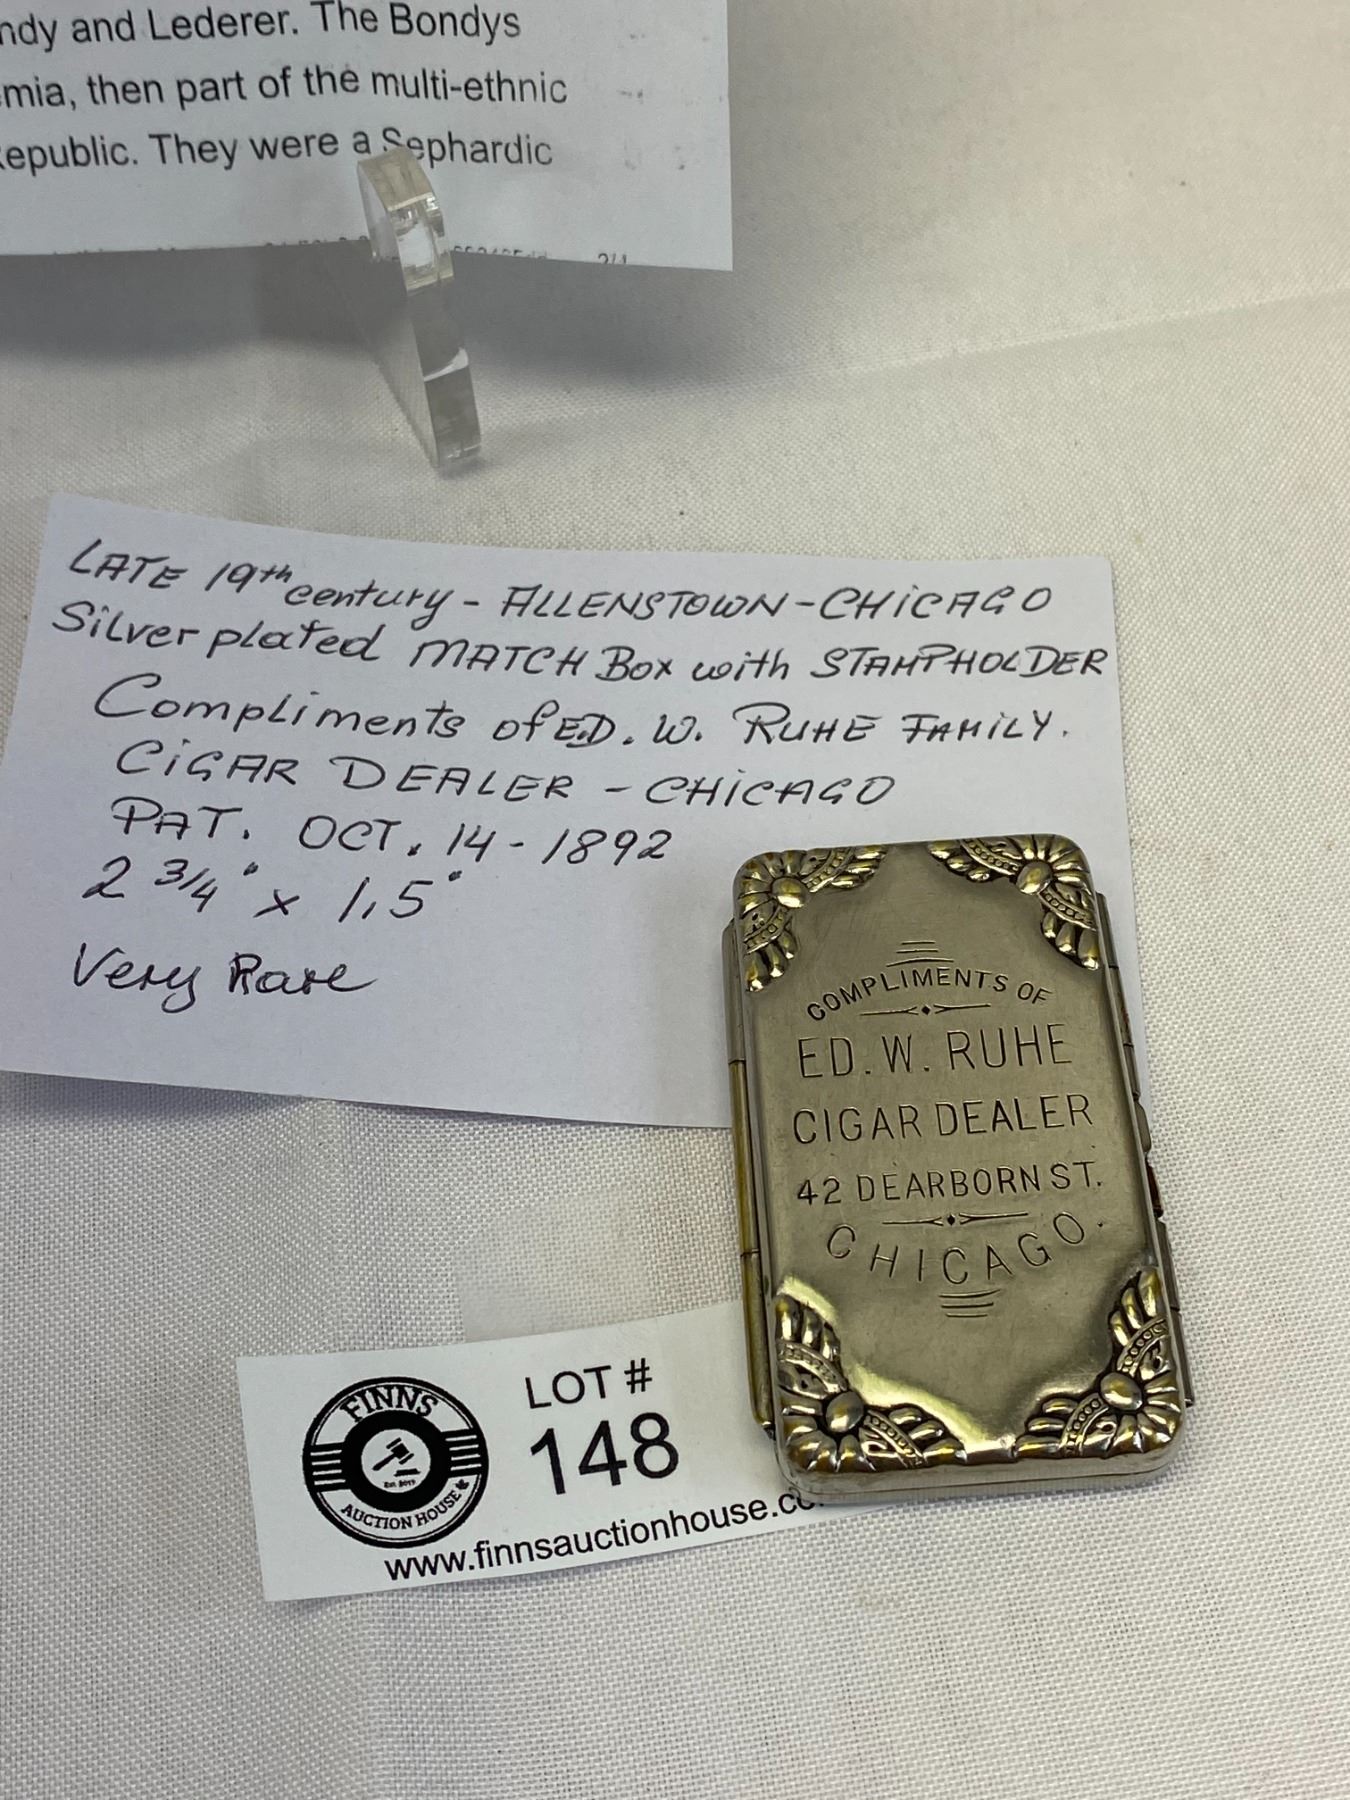 ndy and Lederer. The Bondys
mia, then part of the multi-ethnic
Republic. They were a Sephardic
LATE 19th century - ALLENSTOWN - CHICAGO
Silver plated MATCH Box with STAMPHOLDER
Compliments of ED. W. RUHE FAMILY.
CIGAR DEALER - CHICAGO
PAT. OCT. 14 - 1892
2 3/4" x 1,5"
Very Rare
COMPLIMENTS OF
ED. W. RUHE
CIGAR DEALER
42 DEARBORN ST.
CHICAGO.
FINNS
AUCTION HOUSE
LOT #
148
www.finnsauctionhouse.co